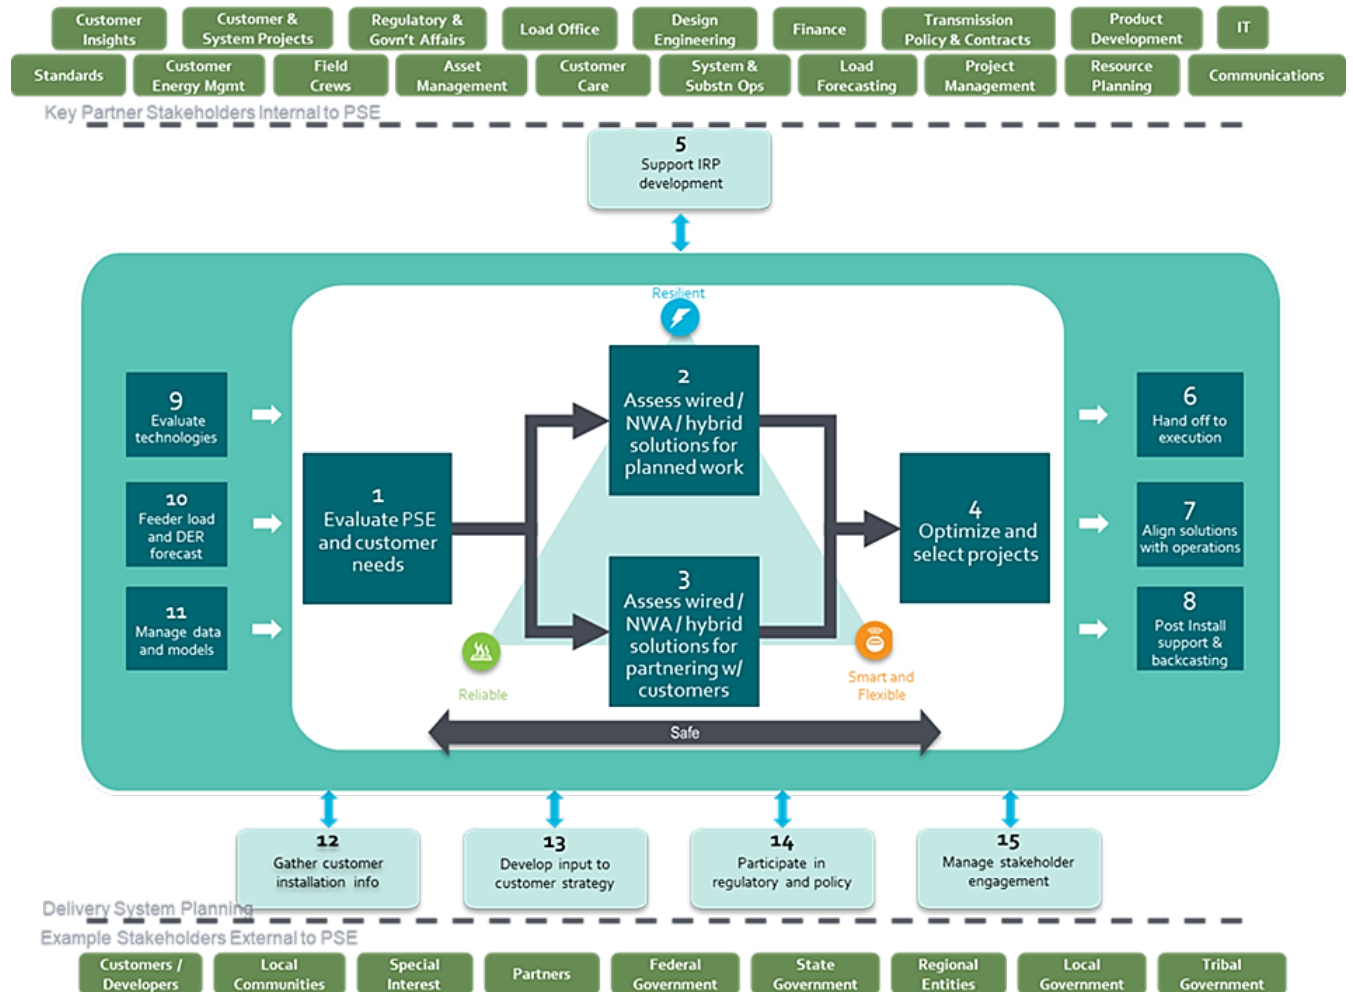 Customer
Insights
Customer &
System Projects
Regulatory &
Govn't Affairs
Load Office
Design
Engineering
Finance
Transmission
Policy & Contracts
Product
Development
IT
Standards
Customer
Energy Mgmt
Field
Crews
Asset
Management
Customer
Care
System &
Substn Ops
Load
Forecasting
Project
Management
Resource
Planning
Communications
Key Partner Stakeholders Internal to PSE
5
Support IRP
development
Resilient
9
Evaluate
technologies
10
Feeder load
and DER
forecast
11
Manage data
and models
1
Evaluate PSE
and customer
needs
2
Assess wired /
NWA / hybrid
solutions for
planned work
3
Assess wired /
NWA / hybrid
solutions for
partnering w/
customers
4
Optimize and
select projects
6
Hand off to
execution
7
Align solutions
with operations
8
Post Install
support &
backcasting
Reliable
Smart and
Flexible
Safe
12
Gather customer
installation info
13
Develop input to
customer strategy
14
Participate in
regulatory and policy
15
Manage stakeholder
engagement
Delivery System Planning
Example Stakeholders External to PSE
Customers /
Developers
Local
Communities
Special
Interest
Partners
Federal
Government
State
Government
Regional
Entities
Local
Government
Tribal
Government